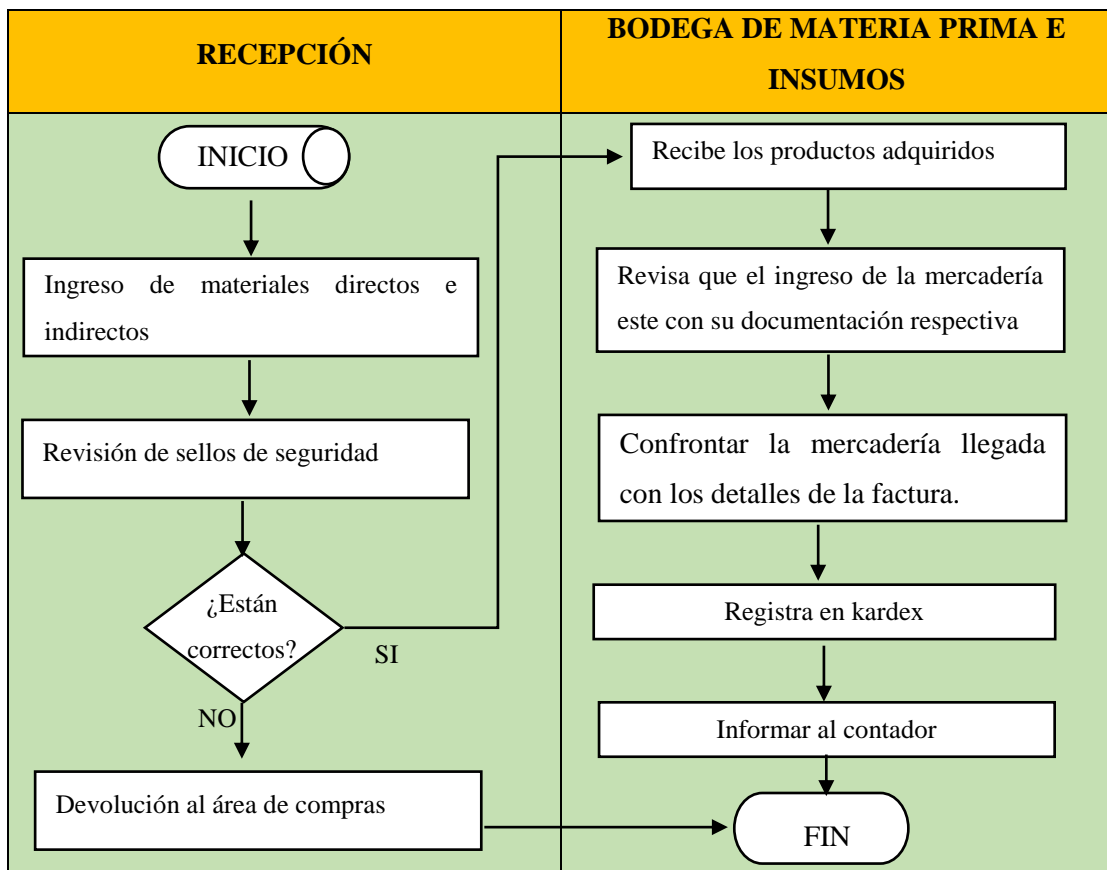 RECEPCIÓN
BODEGA DE MATERIA PRIMA E
INSUMOS
INICIO
Ingreso de materiales directos e
indirectos
Revisión de sellos de seguridad
¿Están
correctos?
SI
NO
Devolución al área de compras
Recibe los productos adquiridos
Revisa que el ingreso de la mercadería
este con su documentación respectiva
Confrontar la mercadería llegada
con los detalles de la factura.
Registra en kardex
Informar al contador
FIN